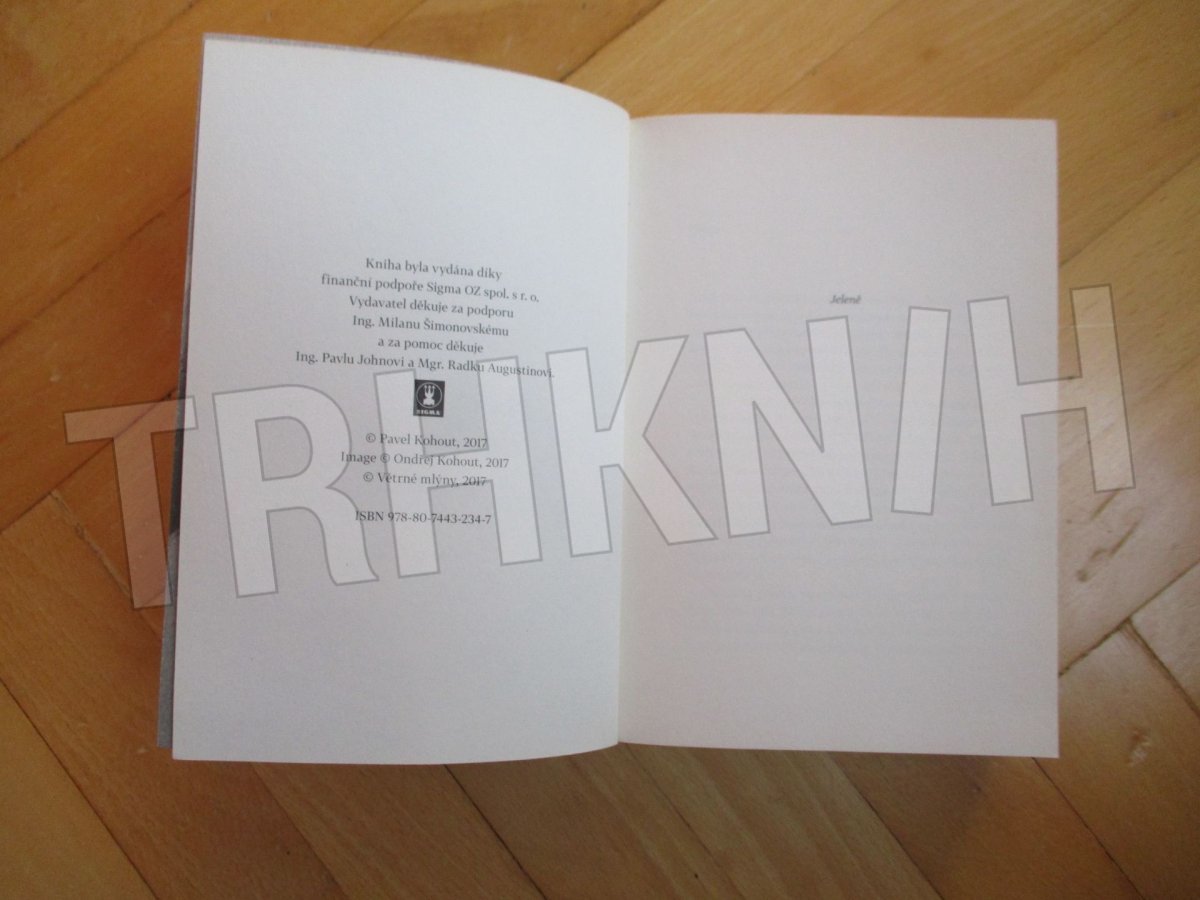 Kniha byla vydána díky
finanční podpoře Sigma OZ spol. s r. o.
Vydavatel děkuje za podporu
Ing. Milanu Šimonovskému
a za pomoc děkuje
Ing. Pavlu Johnovi a Mgr. Radku Augustinovi.
SIGMA
© Pavel Kohout, 2017
Image © Ondřej Kohout, 2017
© Větrné mlýny, 2017
ISBN 978-80-7443-234-7
Jeleně
TRHKNIH